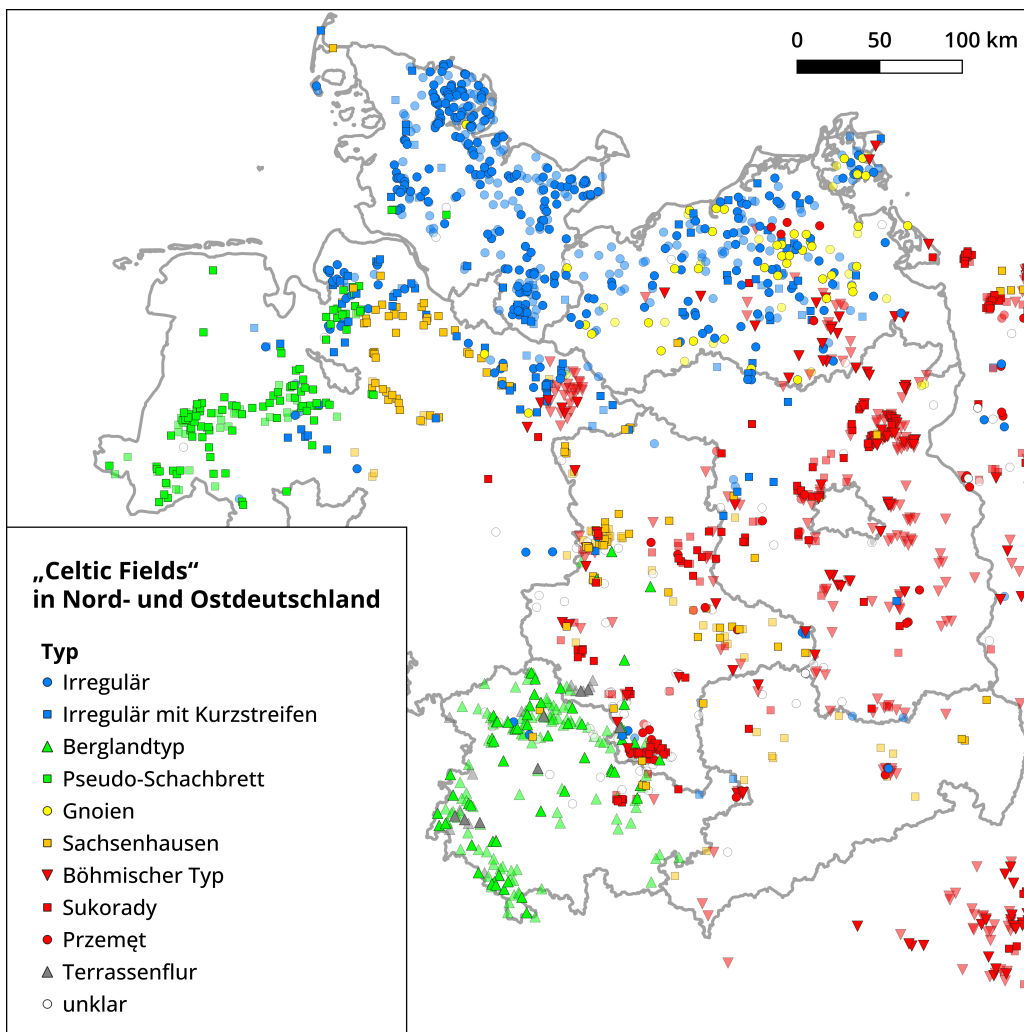 0 50 100 km
„Celtic Fields“
in Nord- und Ostdeutschland
Typ
Irregulär
Irregulär mit Kurzstreifen
Berglandtyp
Pseudo-Schachbrett
Gnoien
Sachsenhausen
Böhmischer Typ
Sukorady
Przemęt
Terrassenflur
unklar